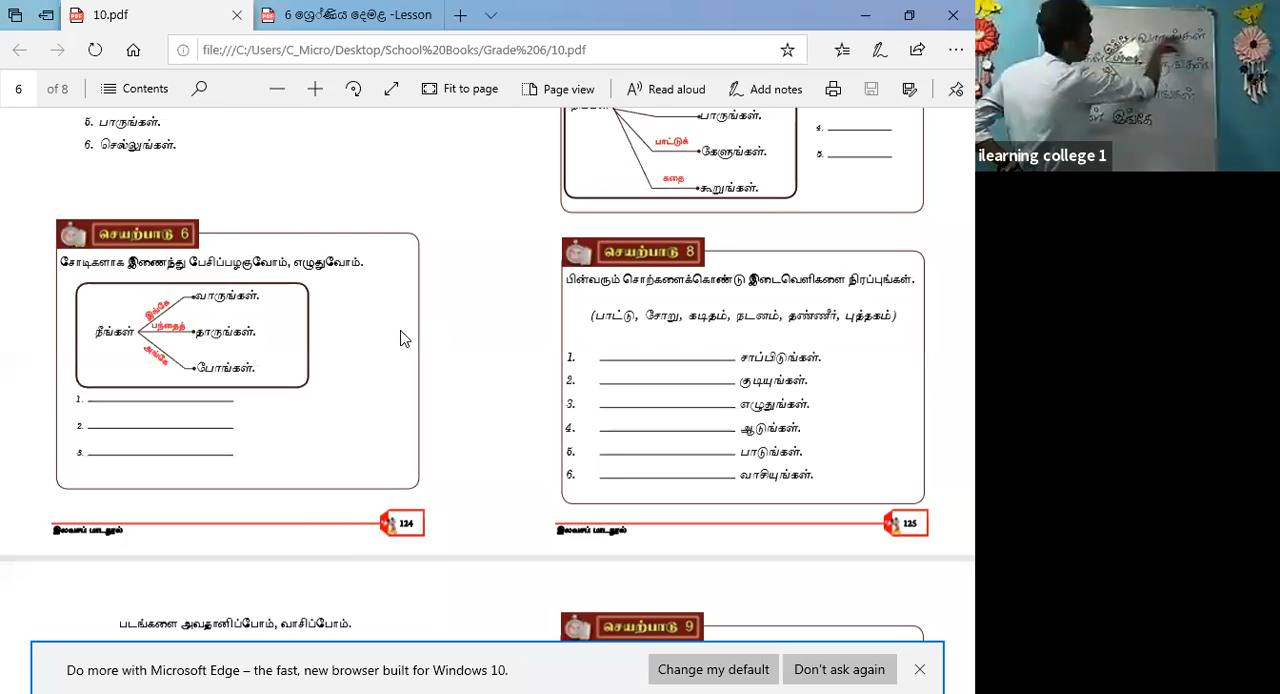 10.pdf
6 ශ්‍රේණිය දෙමළ -Lesson
file:///C:/Users/C_Micro/Desktop/School%20Books/Grade%206/10.pdf
6 of 8
Contents
Fit to page
Page view
Read aloud
Add notes
ilearning college 1
5. பாருங்கள்.
6. செல்லுங்கள்.
செயற்பாடு 6
சோடிகளாக இணைந்து பேசிப்பழகுவோம், எழுதுவோம்.
இங்கே
வாருங்கள்.
நீங்கள்
பந்தைத்
தாருங்கள்.
அங்கே
போங்கள்.
1.
2.
3.
இலவசப் பாடநூல்
124
பாருங்கள்.
பாட்டுக்
கேளுங்கள்.
கதை
கூறுங்கள்.
4.
5.
செயற்பாடு 8
பின்வரும் சொற்களைக்கொண்டு இடைவெளிகளை நிரப்புங்கள்.
(பாட்டு, சோறு, கடிதம், நடனம், தண்ணீர், புத்தகம்)
1. சாப்பிடுங்கள்.
2. குடியுங்கள்.
3. எழுதுங்கள்.
4. ஆடுங்கள்.
5. பாடுங்கள்.
6. வாசியுங்கள்.
இலவசப் பாடநூல்
125
படங்களை அவதானிப்போம், வாசிப்போம்.
செயற்பாடு 9
Do more with Microsoft Edge – the fast, new browser built for Windows 10.
Change my default
Don't ask again